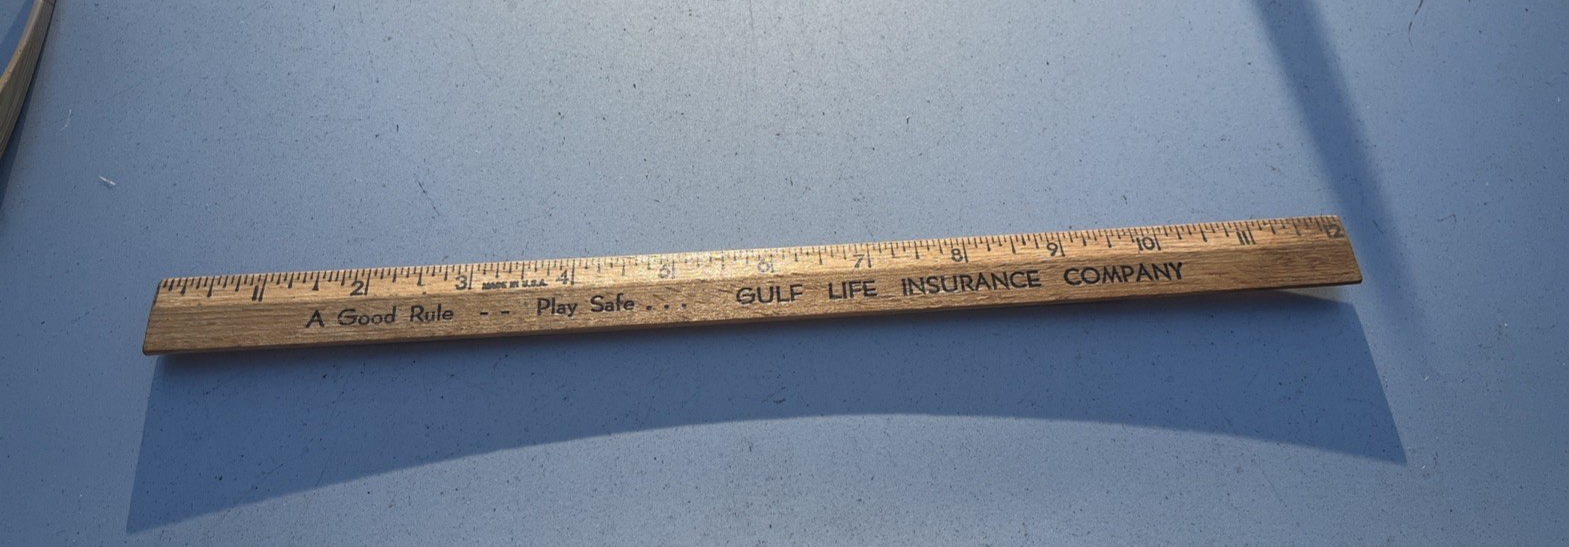 1 2 3 4 5 6 7 8 9 10 11 12
MADE IN U.S.A.
A Good Rule -- Play Safe... GULF LIFE INSURANCE COMPANY